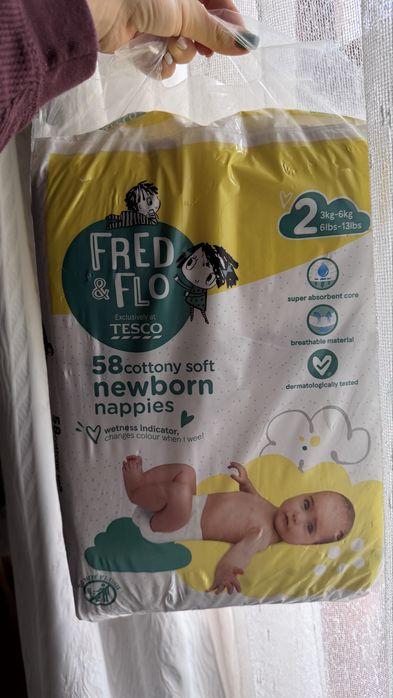 FRED
& FLO
Exclusively at
TESCO
2
3kg-6kg
6lbs-13lbs
super absorbent core
breathable material
dermatologically tested
58 cottony soft
newborn
nappies
wetness indicator,
changes colour when I wee!
58